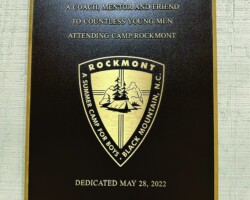 A COACH, MENTOR AND FRIEND
TO COUNTLESS YOUNG MEN
ATTENDING CAMP ROCKMONT
ROCKMONT
A SUMMER CAMP FOR BOYS • BLACK MOUNTAIN, N.C.
DEDICATED MAY 28, 2022